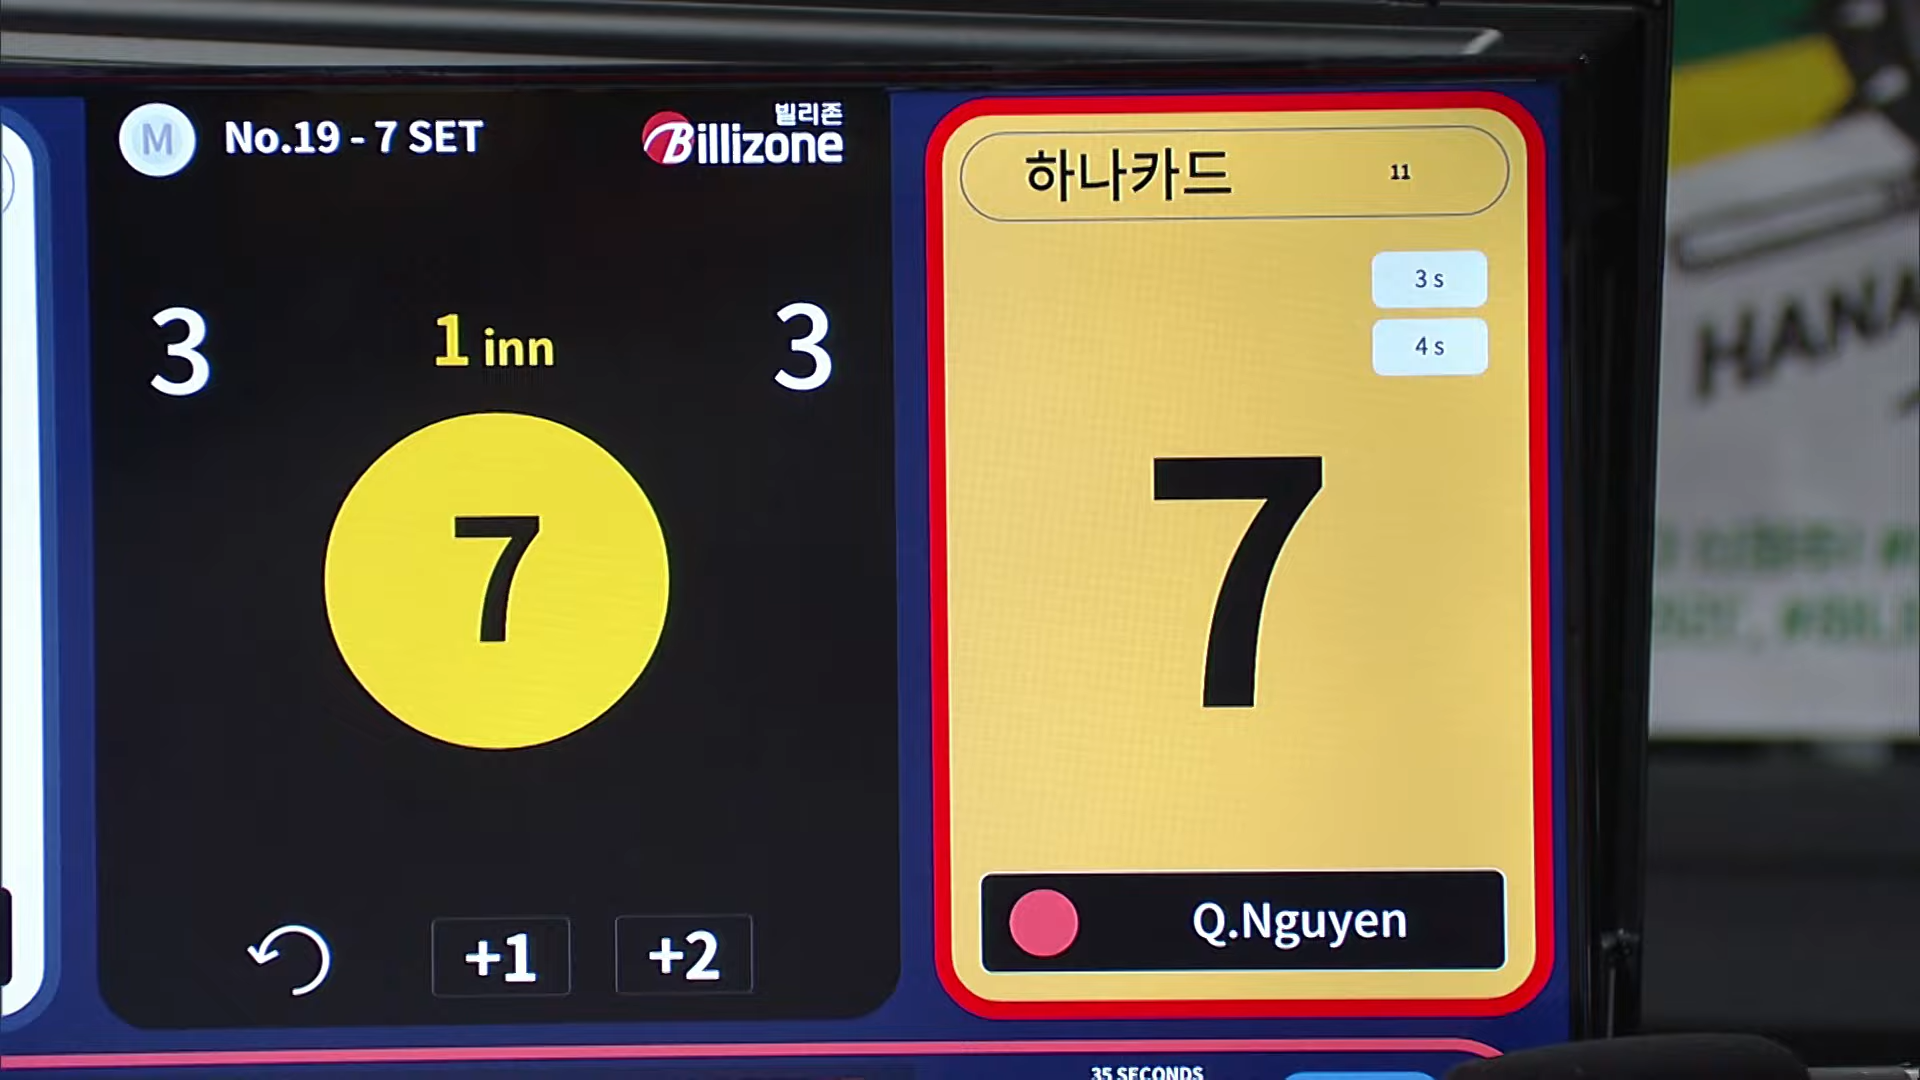 M No.19 - 7 SET
빌리존
Billizone
하나카드 11
3 s
4 s
3 1 inn 3
7
7
+1 +2
Q.Nguyen
35 SECONDS
HANA